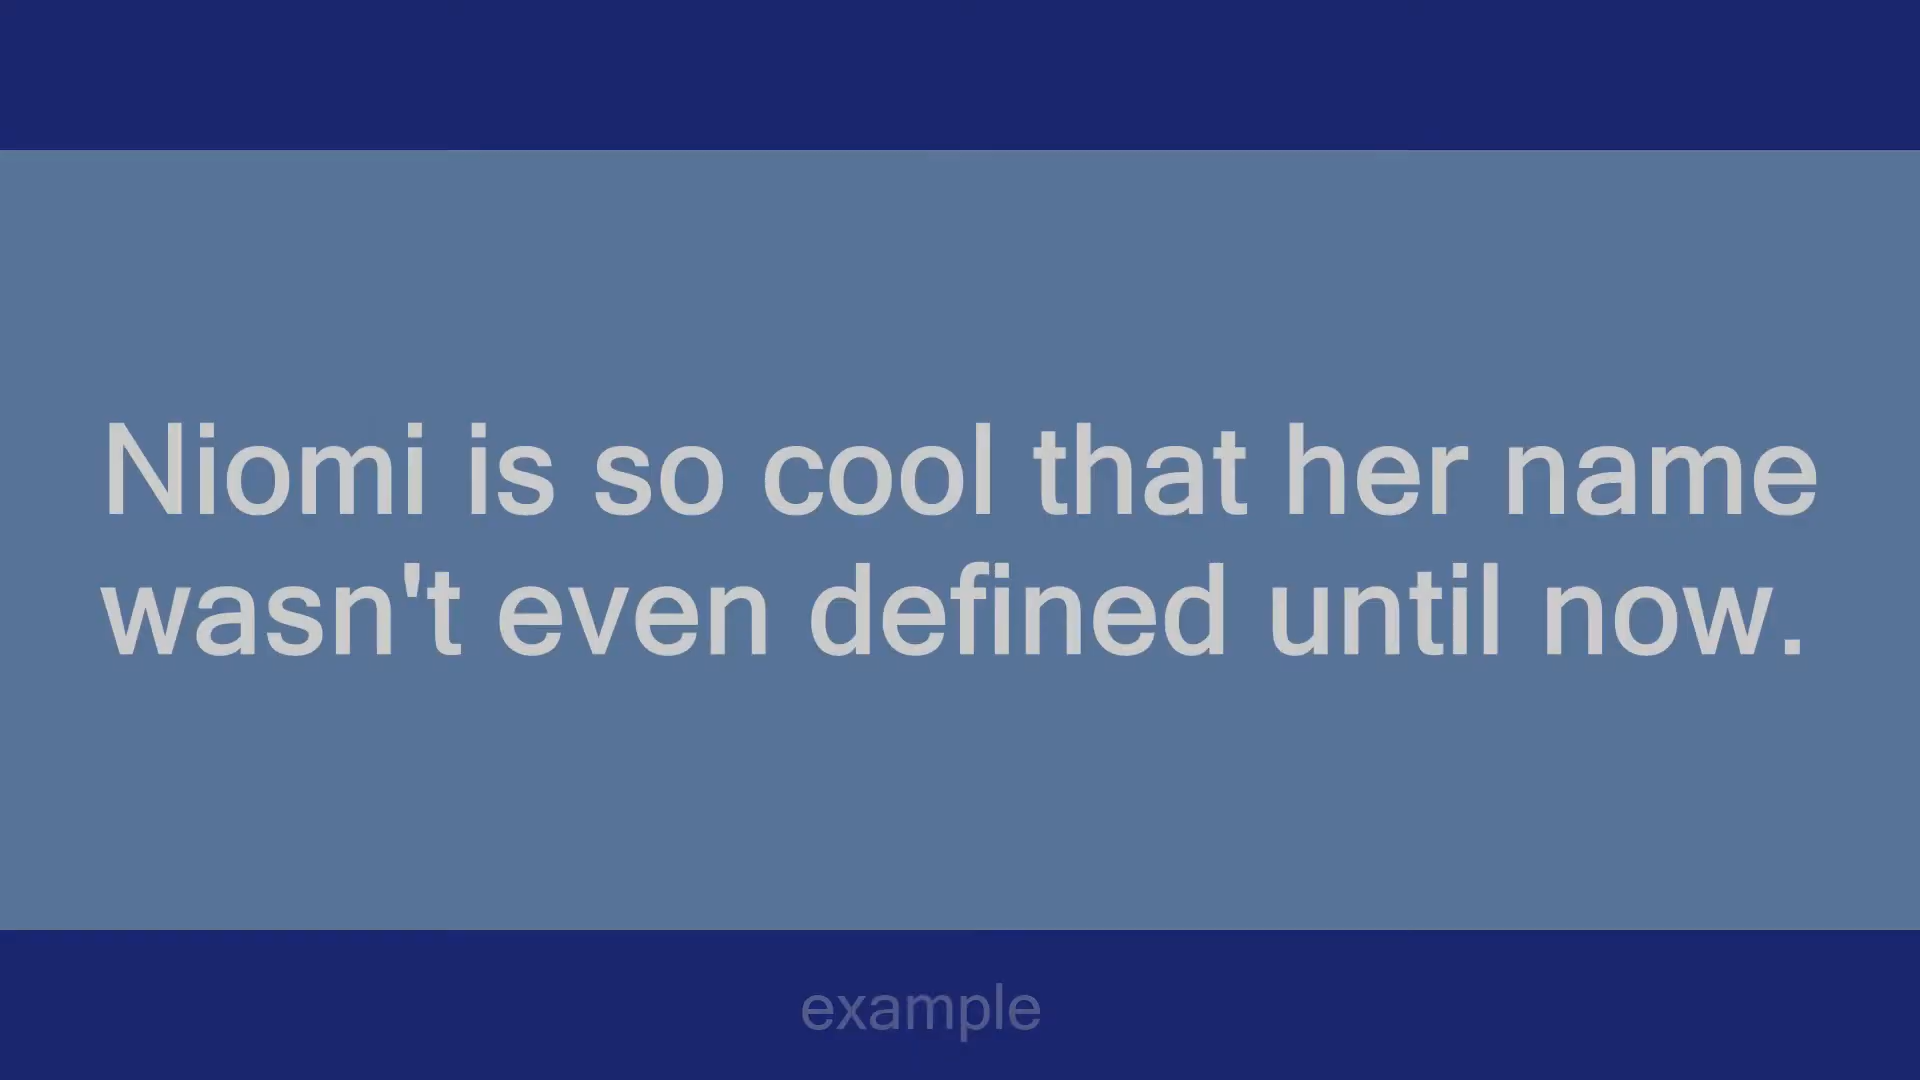 Niomi is so cool that her name
wasn't even defined until now.
example